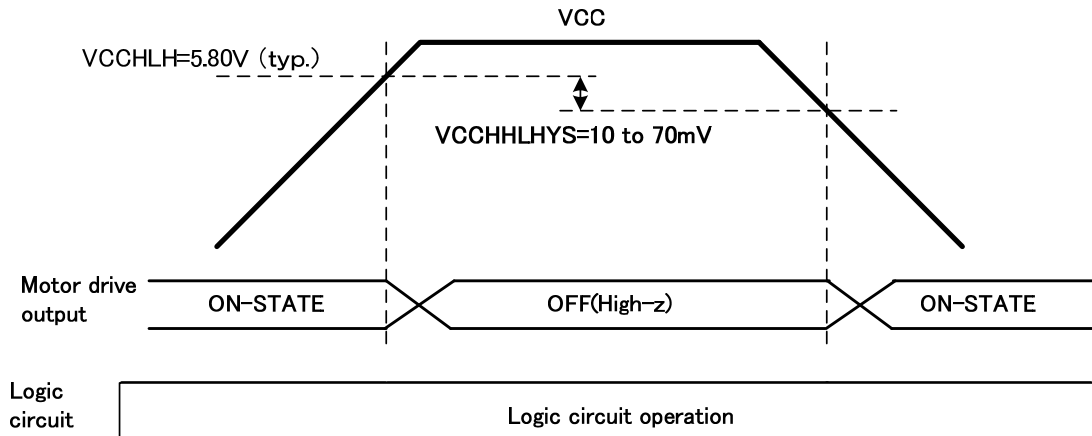 VCC
VCCHLH=5.80V (typ.)
VCCHHLHYS=10 to 70mV
Motor drive
output
ON-STATE
OFF(High-z)
ON-STATE
Logic
circuit
Logic circuit operation